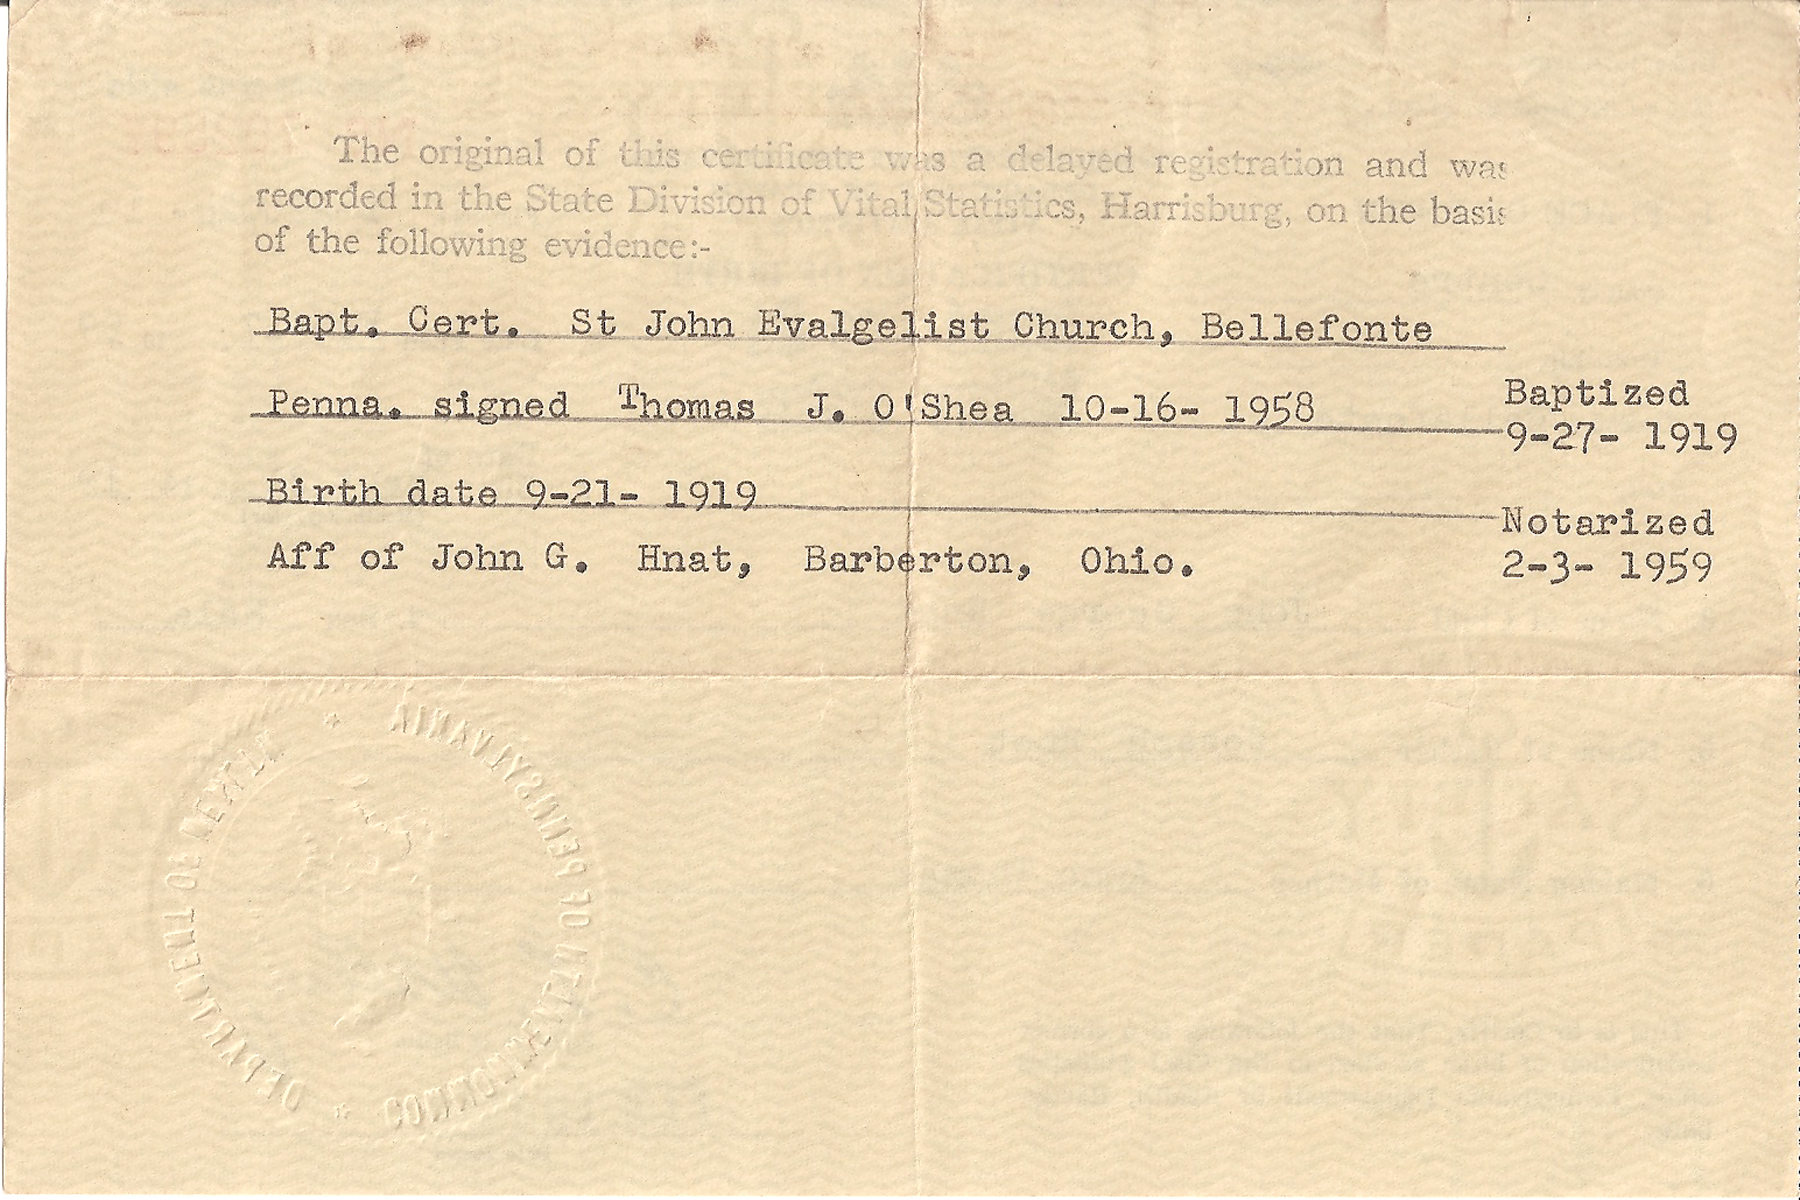 The original of this certificate was a delayed registration and was
recorded in the State Division of Vital Statistics, Harrisburg, on the basis
of the following evidence:-
Bapt. Cert. St John Evalgelist Church, Bellefonte
Penna. signed Thomas J. O'Shea 10-16- 1958
Baptized
9-27- 1919
Birth date 9-21- 1919
Notarized
Aff of John G. Hnat, Barberton, Ohio.
2-3- 1959
COMMONWEALTH OF PENNSYLVANIA
DEPARTMENT OF HEALTH